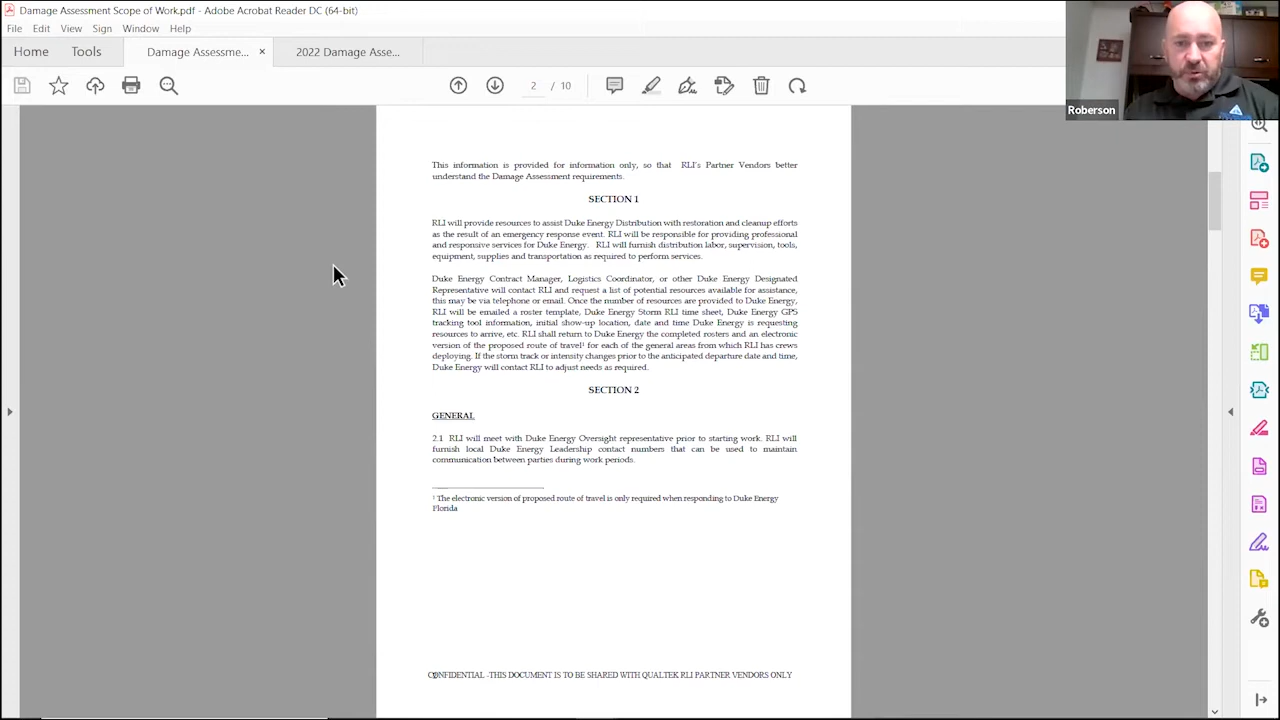 Damage Assessment Scope of Work.pdf - Adobe Acrobat Reader DC (64-bit)
File Edit View Sign Window Help
Home Tools Damage Assessme... × 2022 Damage Asse...
2 / 10
Roberson
This information is provided for information only, so that RLI's Partner Vendors better
understand the Damage Assessment requirements.
SECTION 1
RLI will provide resources to assist Duke Energy Distribution with restoration and cleanup efforts
as the result of an emergency response event. RLI will be responsible for providing professional
and responsive services for Duke Energy. RLI will furnish distribution labor, supervision, tools,
equipment, supplies and transportation as required to perform services.
Duke Energy Contract Manager, Logistics Coordinator, or other Duke Energy Designated
Representative will contact RLI and request a list of potential resources available for assistance,
this may be via telephone or email. Once the number of resources are provided to Duke Energy,
RLI will be emailed a roster template, Duke Energy Storm RLI time sheet, Duke Energy GPS
tracking tool information, initial show-up location, date and time Duke Energy is requesting
resources to arrive, etc. RLI shall return to Duke Energy the completed rosters and an electronic
version of the proposed route of travel¹ for each of the general areas from which RLI has crews
deploying. If the storm track or intensity changes prior to the anticipated departure date and time,
Duke Energy will contact RLI to adjust needs as required.
SECTION 2
GENERAL
2.1 RLI will meet with Duke Energy Oversight representative prior to starting work. RLI will
furnish local Duke Energy Leadership contact numbers that can be used to maintain
communication between parties during work periods.
¹ The electronic version of proposed route of travel is only required when responding to Duke Energy
Florida
CONFIDENTIAL -THIS DOCUMENT IS TO BE SHARED WITH QUALTEK RLI PARTNER VENDORS ONLY